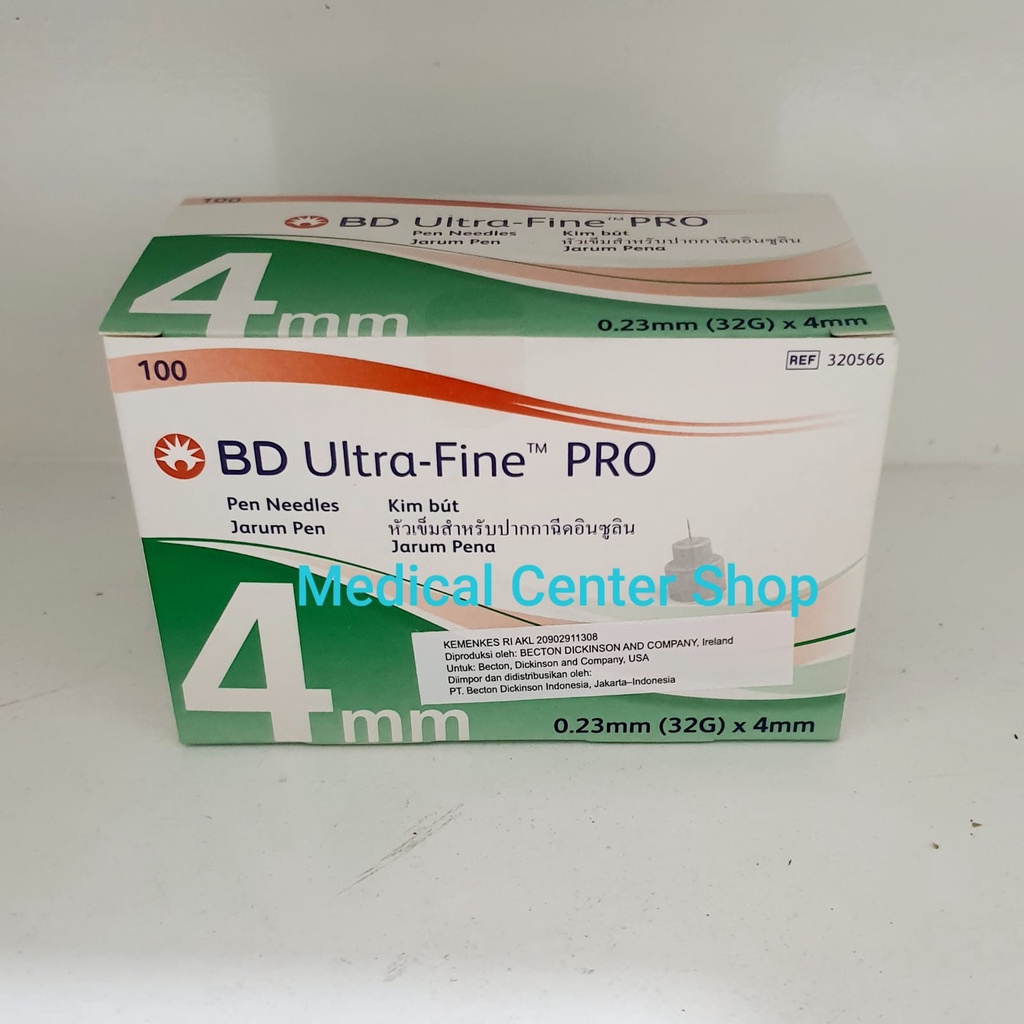 100
BD Ultra-Fine™ PRO
Pen Needles
Jarum Pen
Kim bút
หัวเข็มสำหรับปากกาฉีดอินซูลิน
Jarum Pena
4mm
0.23mm (32G) x 4mm
100
REF 320566
BD Ultra-Fine™ PRO
Pen Needles
Jarum Pen
Kim bút
หัวเข็มสำหรับปากกาฉีดอินซูลิน
Jarum Pena
Medical Center Shop
KEMENKES RI AKL 20902911308
Diproduksi oleh: BECTON DICKINSON AND COMPANY, Ireland
Untuk: Becton, Dickinson and Company, USA
Diimpor dan didistribusikan oleh:
PT. Becton Dickinson Indonesia, Jakarta–Indonesia
4mm
0.23mm (32G) x 4mm